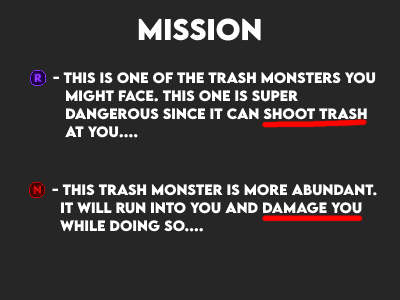 MISSION
R - THIS IS ONE OF THE TRASH MONSTERS YOU
MIGHT FACE. THIS ONE IS SUPER
DANGEROUS SINCE IT CAN SHOOT TRASH
AT YOU....
N - THIS TRASH MONSTER IS MORE ABUNDANT.
IT WILL RUN INTO YOU AND DAMAGE YOU
WHILE DOING SO....